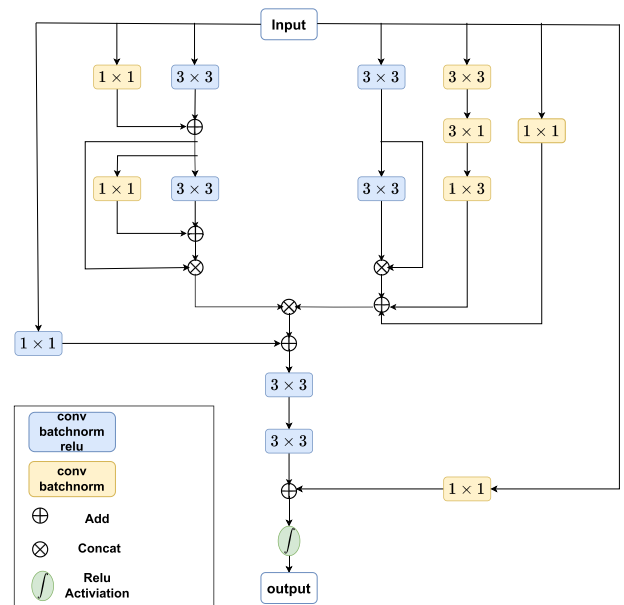 Input
1 × 1
3 × 3
3 × 3
3 × 3
3 × 1
1 × 1
1 × 1
3 × 3
3 × 3
1 × 3
1 × 1
3 × 3
3 × 3
1 × 1
output
conv
batchnorm
relu
conv
batchnorm
Add
Concat
Relu
Activiation